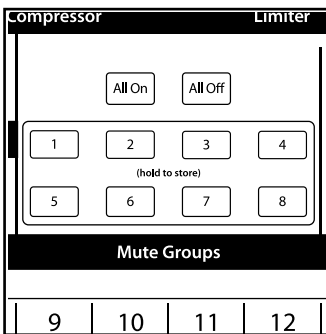 Compressor Limiter
All On All Off
1 2 3 4
(hold to store)
5 6 7 8
Mute Groups
9 10 11 12